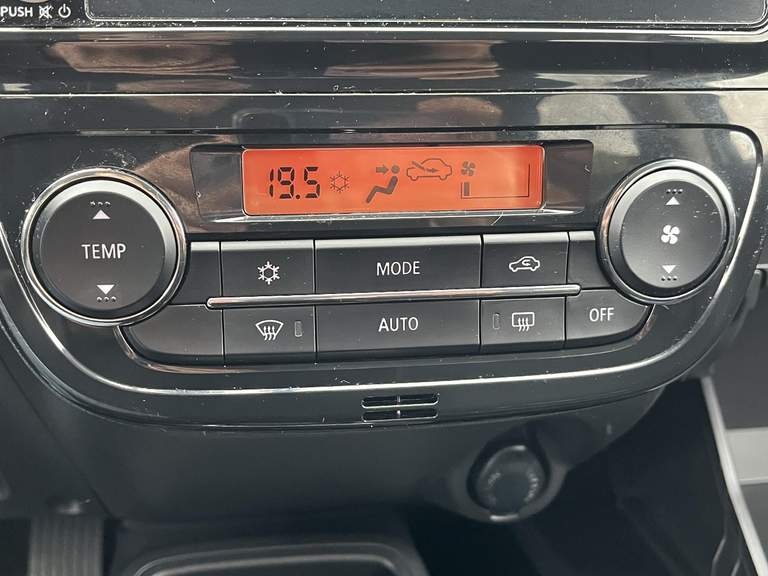 PUSH
19.5
TEMP
MODE
AUTO
OFF